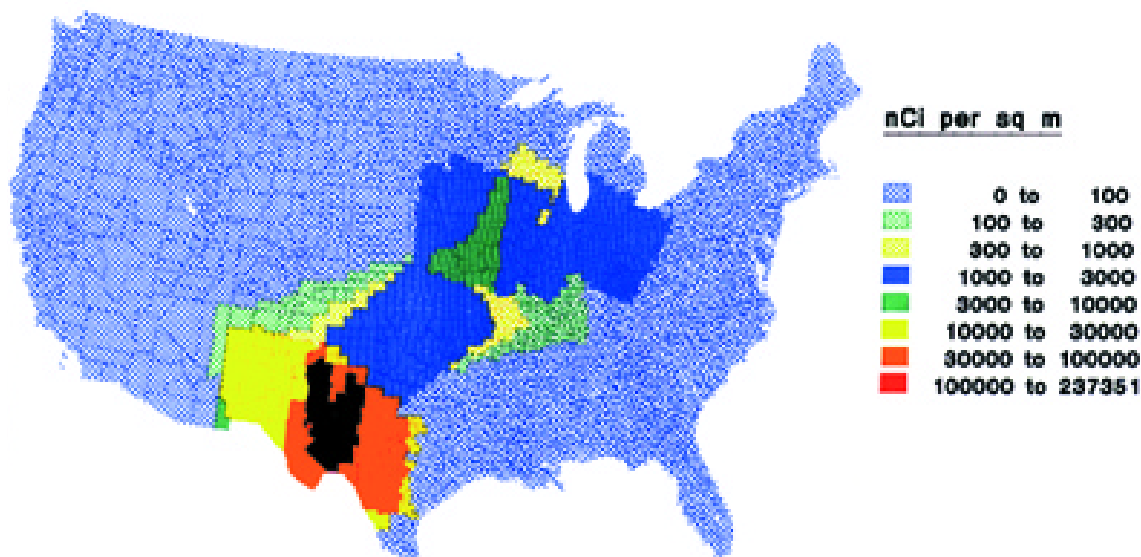 nCi per sq m
0 to 100
100 to 300
300 to 1000
1000 to 3000
3000 to 10000
10000 to 30000
30000 to 100000
100000 to 237351